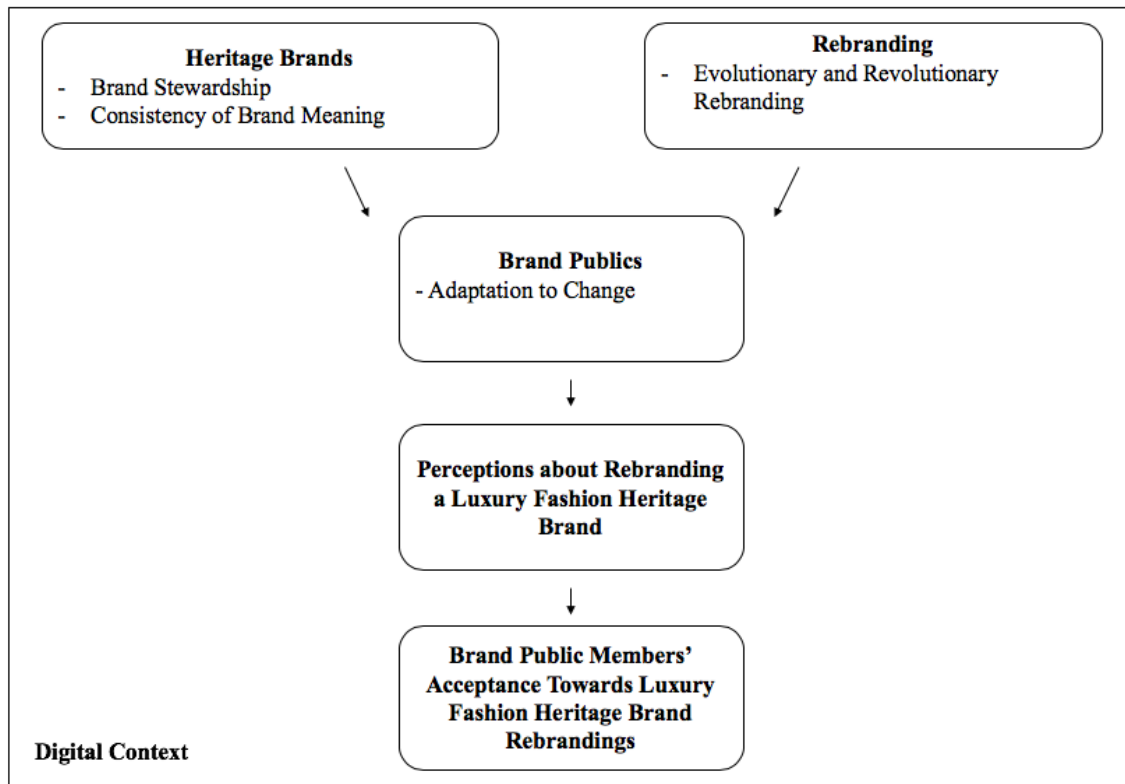 Heritage Brands
- Brand Stewardship
- Consistency of Brand Meaning
Rebranding
- Evolutionary and Revolutionary
Rebranding
Brand Publics
- Adaptation to Change
Perceptions about Rebranding
a Luxury Fashion Heritage
Brand
Brand Public Members’
Acceptance Towards Luxury
Fashion Heritage Brand
Rebrandings
Digital Context